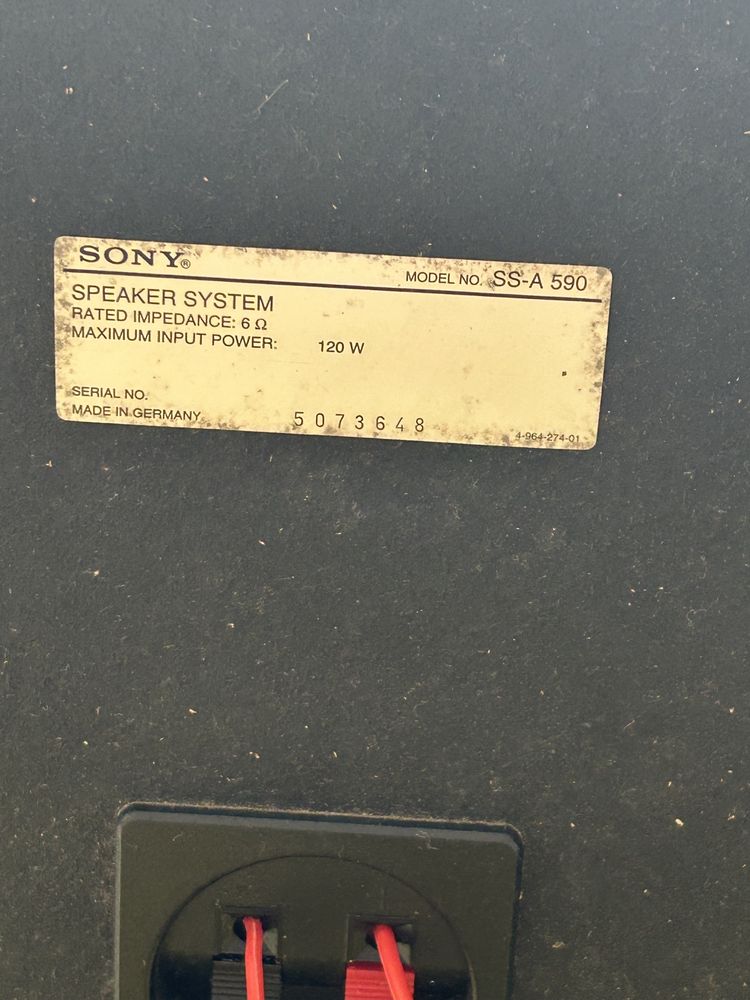 SONY®
MODEL NO. SS-A 590
SPEAKER SYSTEM
RATED IMPEDANCE: 6 Ω
MAXIMUM INPUT POWER: 120 W
SERIAL NO.
MADE IN GERMANY 5073648
4-964-274-01